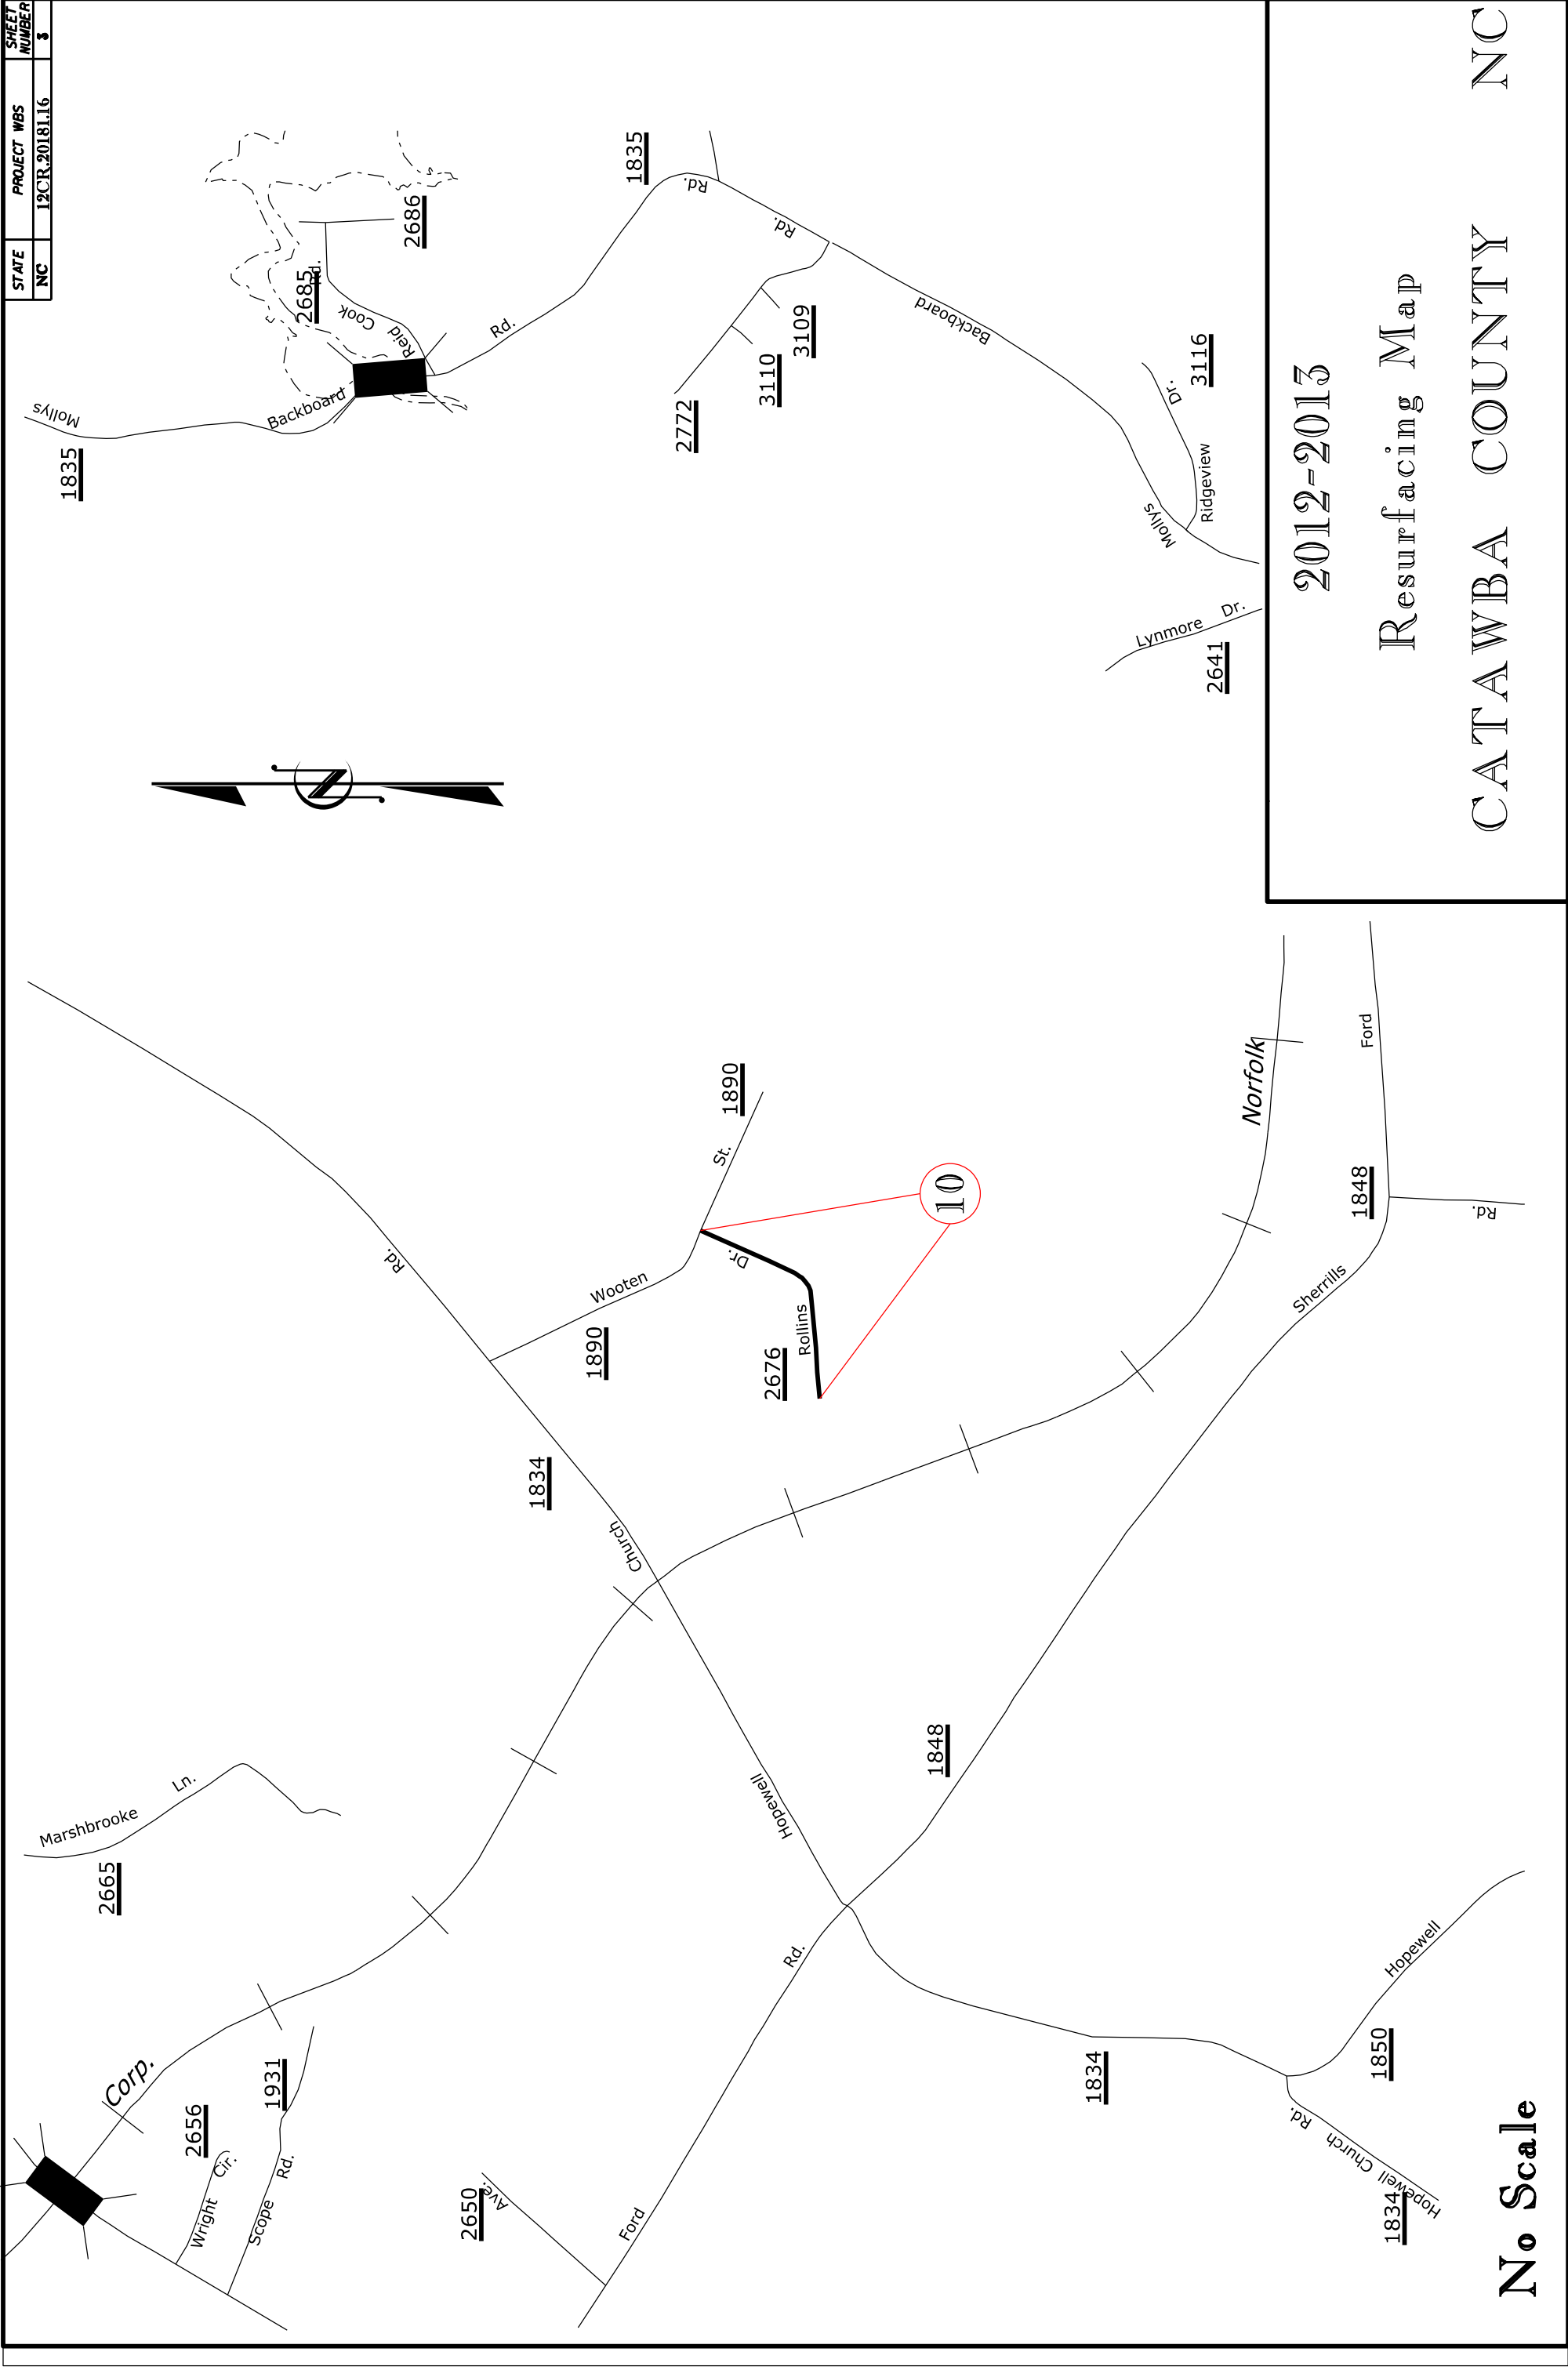 STATE PROJECT WBS SHEET NUMBER
NC 12CR.20181.16 3
Corp.
2656
Wright Cir.
1931
Scope Rd.
2665
Marshbrooke Ln.
2650
Ave.
Ford Rd.
1848
Hopewell Church Rd.
1834
1890
Wooten St.
1890
2676
Rollins Dr.
10
Norfolk
Sherrills Ford
1848
Rd.
1834
1850
Hopewell
Rd.
Hopewell Church
1834
1835
Mollys
Backboard
Rd.
2685
Reid Cook Rd.
2686
1835
Rd.
Rd.
2772
3110
3109
Backboard
Mollys
Ridgeview Dr.
3116
Lynmore Dr.
2641
N
No Scale
2012-2013
Resurfacing Map
CATAWBA COUNTY NC